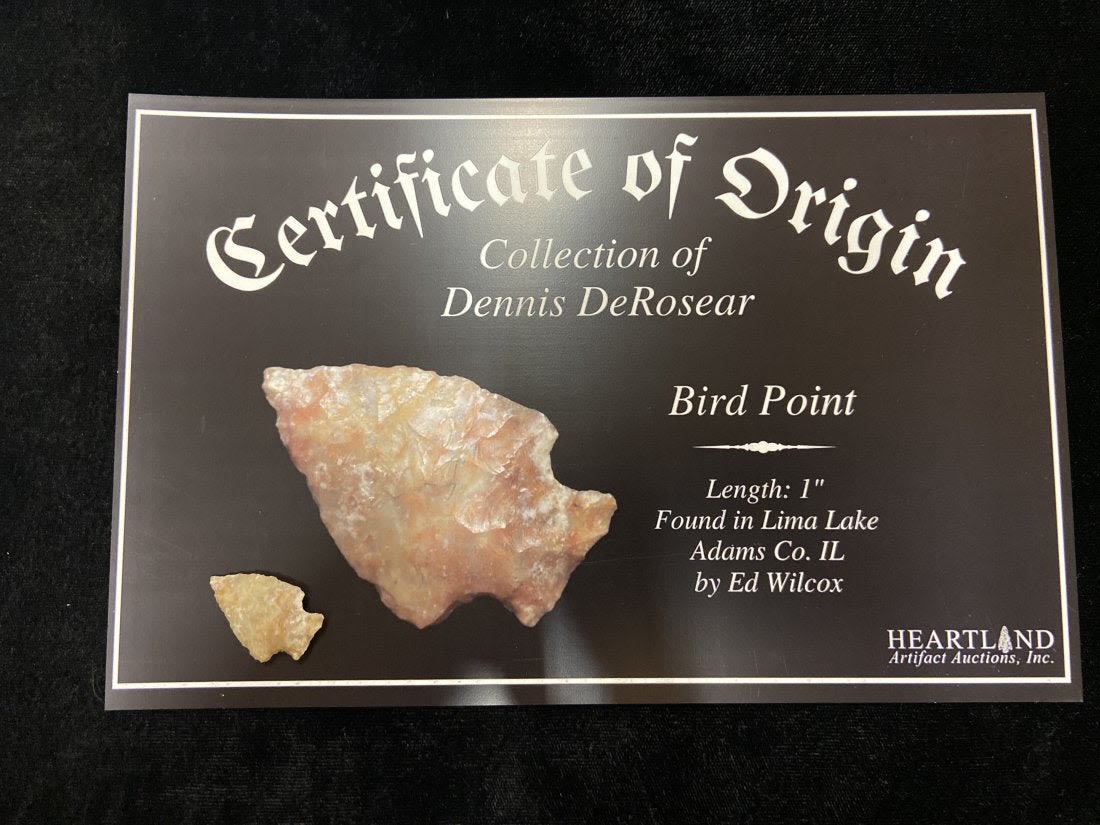 Certificate of Origin
Collection of
Dennis DeRosear
Bird Point
Length: 1"
Found in Lima Lake
Adams Co. IL
by Ed Wilcox
HEARTLAND
Artifact Auctions, Inc.